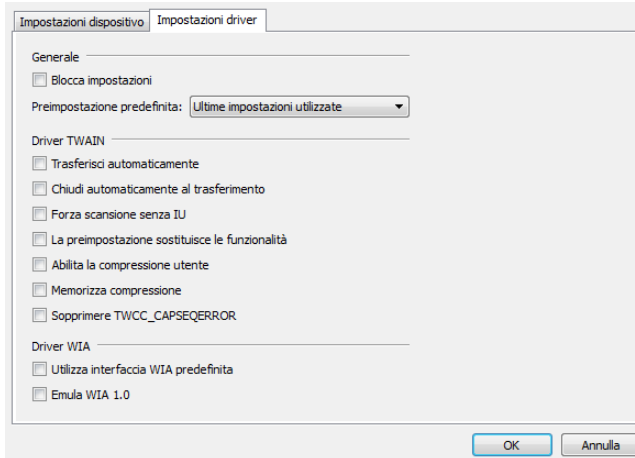 Impostazioni dispositivo Impostazioni driver
Generale
Blocca impostazioni
Preimpostazione predefinita: Ultime impostazioni utilizzate
Driver TWAIN
Trasferisci automaticamente
Chiudi automaticamente al trasferimento
Forza scansione senza IU
La preimpostazione sostituisce le funzionalità
Abilita la compressione utente
Memorizza compressione
Sopprimere TWCC_CAPSEQERROR
Driver WIA
Utilizza interfaccia WIA predefinita
Emula WIA 1.0
OK Annulla